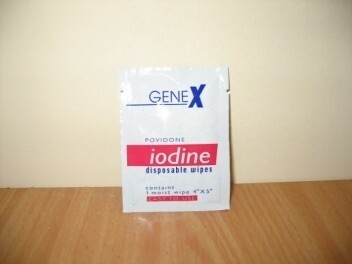 GENEX
POVIDONE
iodine
disposable wipes
contains
1 moist wipe 4"X5"
EASY TO USE